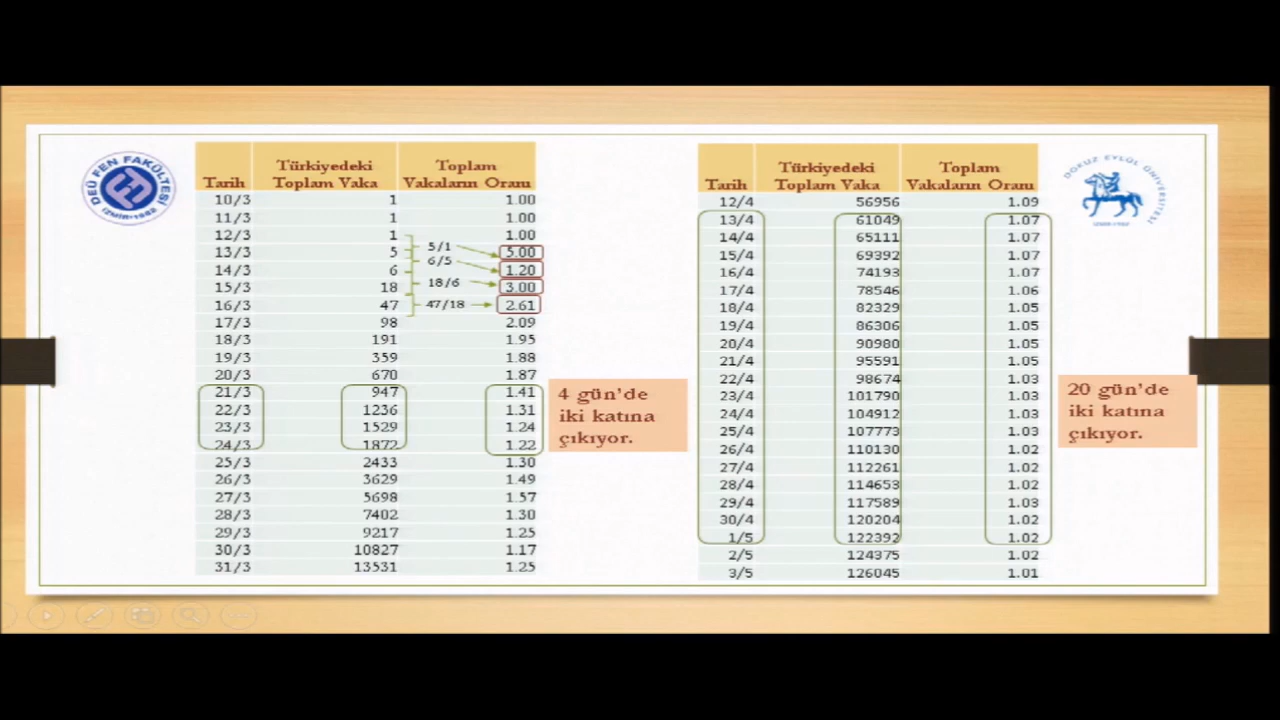 DEÜ FEN FAKÜLTESİ
İZMİR-1982
Tarih Türkiyedeki Toplam Vaka Toplam Vakaların Oranı
10/3 1 1.00
11/3 1 1.00
12/3 1 1.00
13/3 5 5/1 5.00
14/3 6 6/5 1.20
15/3 18 18/6 3.00
16/3 47 47/18 2.61
17/3 98 2.09
18/3 191 1.95
19/3 359 1.88
20/3 670 1.87
21/3 947 1.41
22/3 1236 1.31
23/3 1529 1.24
24/3 1872 1.22
25/3 2433 1.30
26/3 3629 1.49
27/3 5698 1.57
28/3 7402 1.30
29/3 9217 1.25
30/3 10827 1.17
31/3 13531 1.25
4 gün’de
iki katına
çıkıyor.
Tarih Türkiyedeki Toplam Vaka Toplam Vakaların Oranı
12/4 56956 1.09
13/4 61049 1.07
14/4 65111 1.07
15/4 69392 1.07
16/4 74193 1.07
17/4 78546 1.06
18/4 82329 1.05
19/4 86306 1.05
20/4 90980 1.05
21/4 95591 1.05
22/4 98674 1.03
23/4 101790 1.03
24/4 104912 1.03
25/4 107773 1.03
26/4 110130 1.02
27/4 112261 1.02
28/4 114653 1.02
29/4 117589 1.03
30/4 120204 1.02
1/5 122392 1.02
2/5 124375 1.02
3/5 126045 1.01
20 gün’de
iki katına
çıkıyor.
DOKUZ EYLÜL ÜNİVERSİTESİ